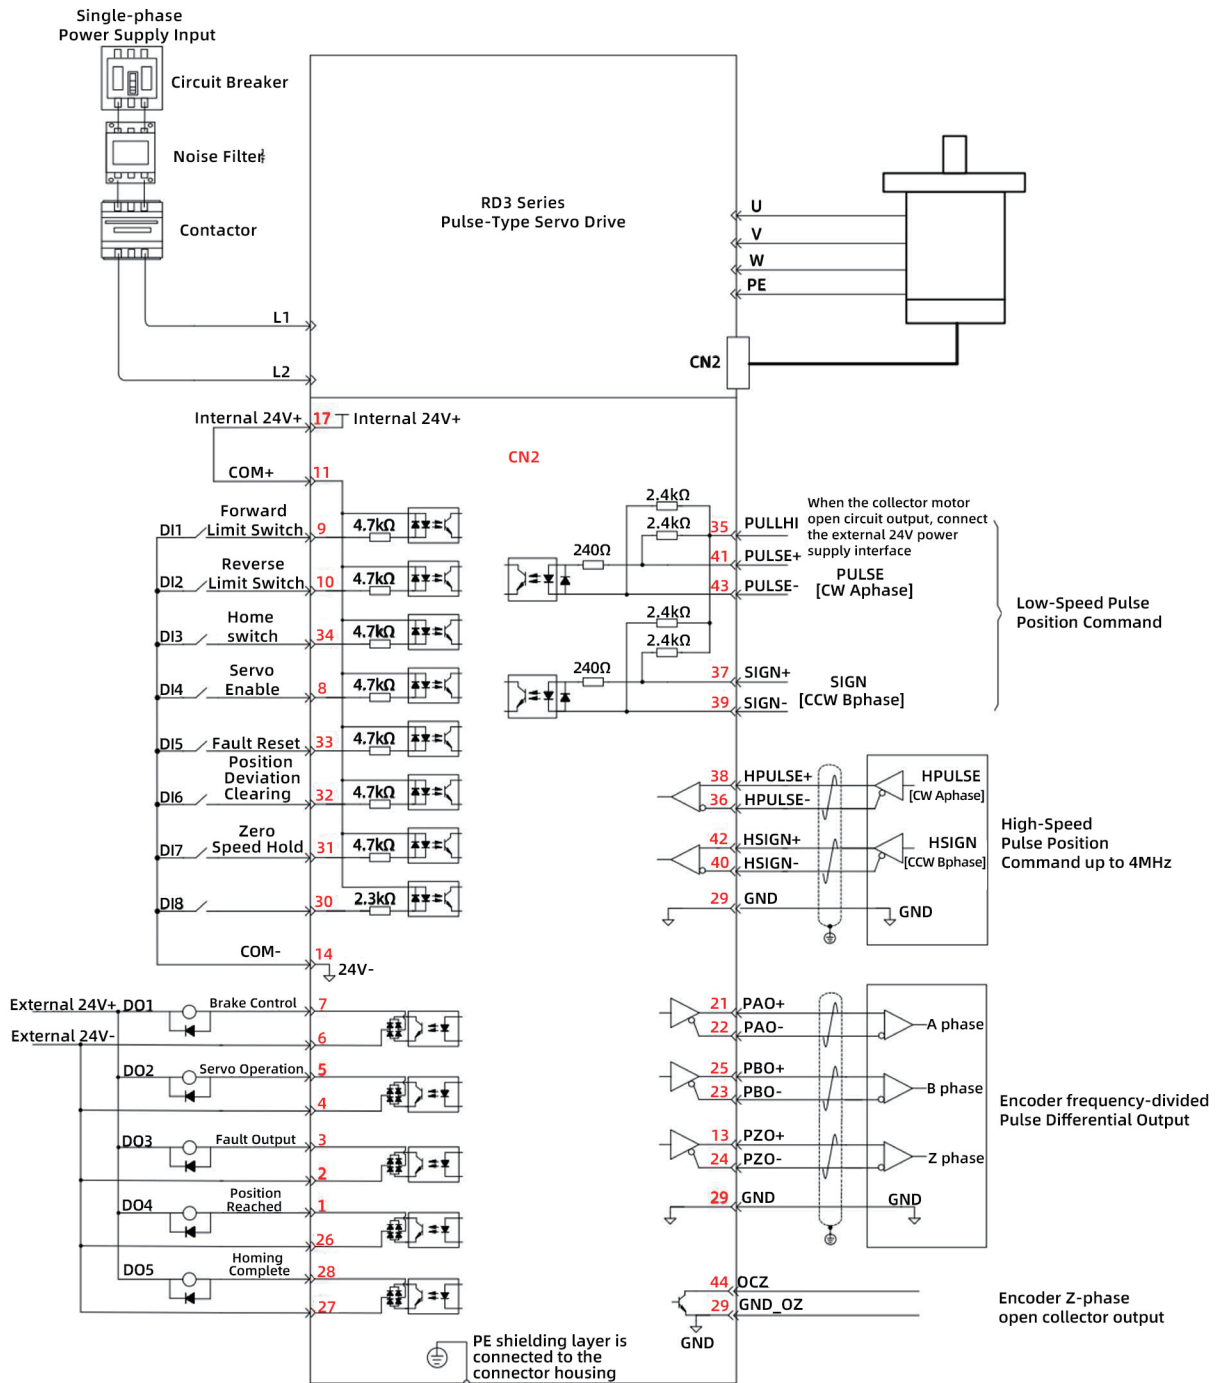 Single-phase
Power Supply Input
Circuit Breaker
Noise Filter
Contactor
RD3 Series
Pulse-Type Servo Drive
U
V
W
PE
CN2
L1
L2
Internal 24V+
17
Internal 24V+
COM+
11
CN2
DI1
Forward
Limit Switch
9
4.7kΩ
DI2
Reverse
Limit Switch
10
4.7kΩ
DI3
Home
switch
34
4.7kΩ
DI4
Servo
Enable
8
4.7kΩ
DI5
Fault Reset
33
4.7kΩ
DI6
Position
Deviation
Clearing
32
4.7kΩ
DI7
Zero
Speed Hold
31
4.7kΩ
DI8
30
2.3kΩ
COM-
14
24V-
2.4kΩ
2.4kΩ
240Ω
35
PULLHI
41
PULSE+
43
PULSE-
When the collector motor
open circuit output, connect
the external 24V power
supply interface
PULSE
[CW Aphase]
2.4kΩ
2.4kΩ
240Ω
37
SIGN+
39
SIGN-
SIGN
[CCW Bphase]
Low-Speed Pulse
Position Command
38
HPULSE+
36
HPULSE-
HPULSE
[CW Aphase]
42
HSIGN+
40
HSIGN-
HSIGN
[CCW Bphase]
29
GND
GND
High-Speed
Pulse Position
Command up to 4MHz
External 24V+
External 24V-
DO1
Brake Control
7
6
DO2
Servo Operation
5
4
DO3
Fault Output
3
2
DO4
Position
Reached
1
26
DO5
Homing
Complete
28
27
21
PAO+
22
PAO-
A phase
25
PBO+
23
PBO-
B phase
13
PZO+
24
PZO-
Z phase
29
GND
GND
Encoder frequency-divided
Pulse Differential Output
44
OCZ
29
GND_OZ
GND
Encoder Z-phase
open collector output
PE shielding layer is
connected to the
connector housing